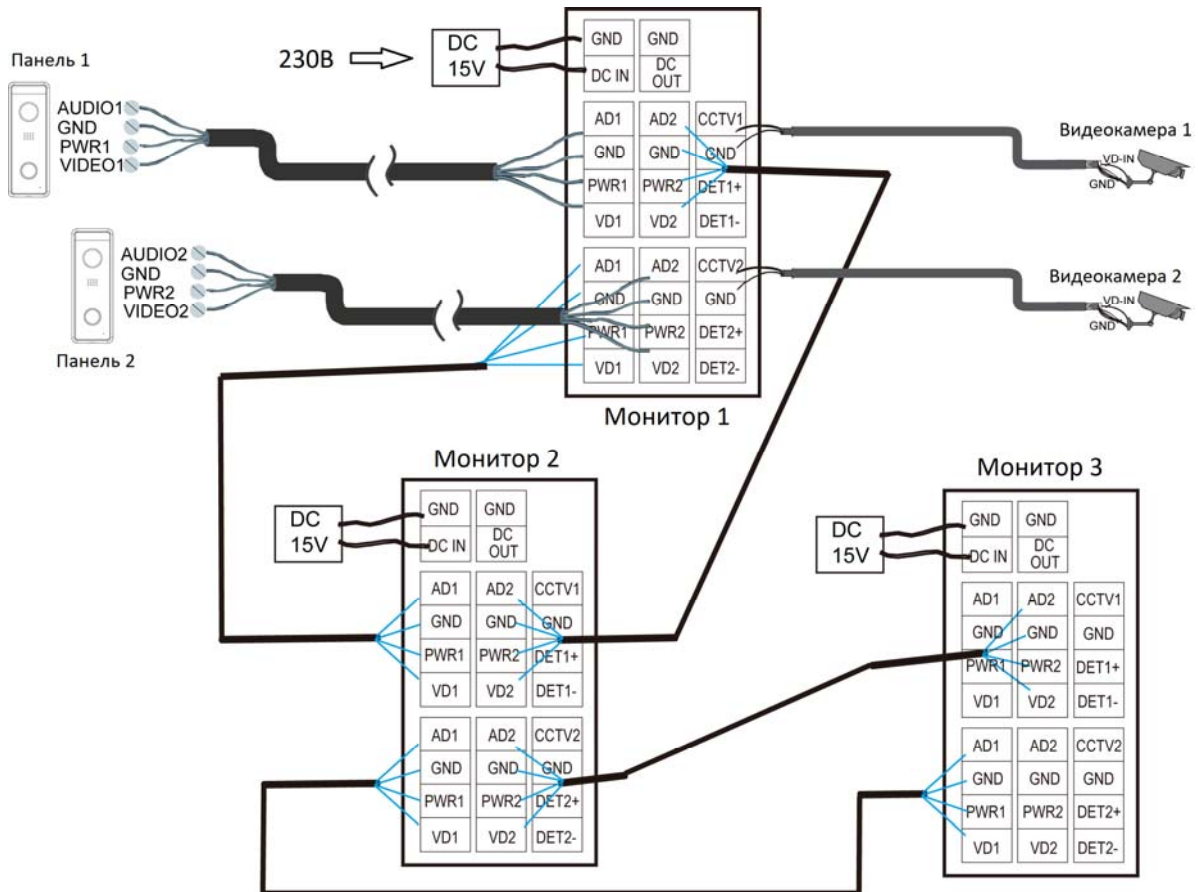 Панель 1
AUDIO1
GND
PWR1
VIDEO1
Панель 2
AUDIO2
GND
PWR2
VIDEO2
230В
DC
15V
GND GND
DC IN DC OUT
AD1 AD2 CCTV1
GND GND GND
PWR1 PWR2 DET1+
VD1 VD2 DET1-
AD1 AD2 CCTV2
GND GND GND
PWR1 PWR2 DET2+
VD1 VD2 DET2-
Монитор 1
Видеокамера 1
VD-IN
GND
Видеокамера 2
VD-IN
GND
Монитор 2
DC
15V
GND GND
DC IN DC OUT
AD1 AD2 CCTV1
GND GND GND
PWR1 PWR2 DET1+
VD1 VD2 DET1-
AD1 AD2 CCTV2
GND GND GND
PWR1 PWR2 DET2+
VD1 VD2 DET2-
Монитор 3
DC
15V
GND GND
DC IN DC OUT
AD1 AD2 CCTV1
GND GND GND
PWR1 PWR2 DET1+
VD1 VD2 DET1-
AD1 AD2 CCTV2
GND GND GND
PWR1 PWR2 DET2+
VD1 VD2 DET2-